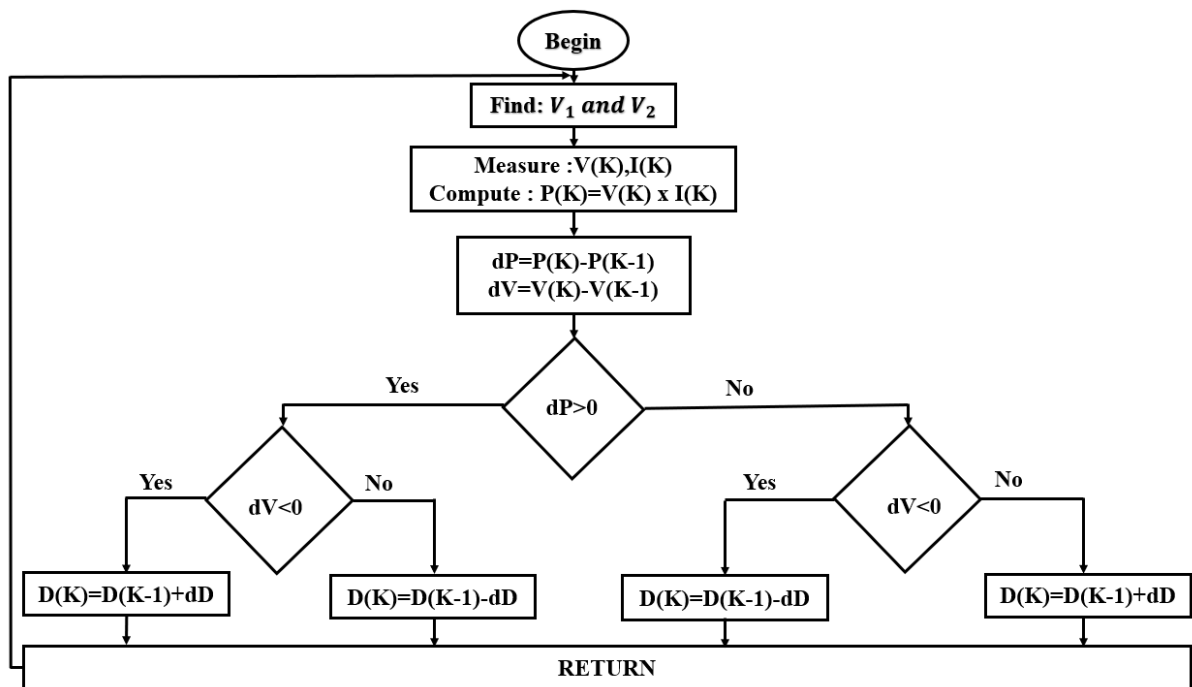 Begin
Find: V₁ and V₂
Measure :V(K),I(K)
Compute : P(K)=V(K) x I(K)
dP=P(K)-P(K-1)
dV=V(K)-V(K-1)
Yes
No
dP>0
Yes
No
dV<0
Yes
No
dV<0
D(K)=D(K-1)+dD
D(K)=D(K-1)-dD
D(K)=D(K-1)-dD
D(K)=D(K-1)+dD
RETURN